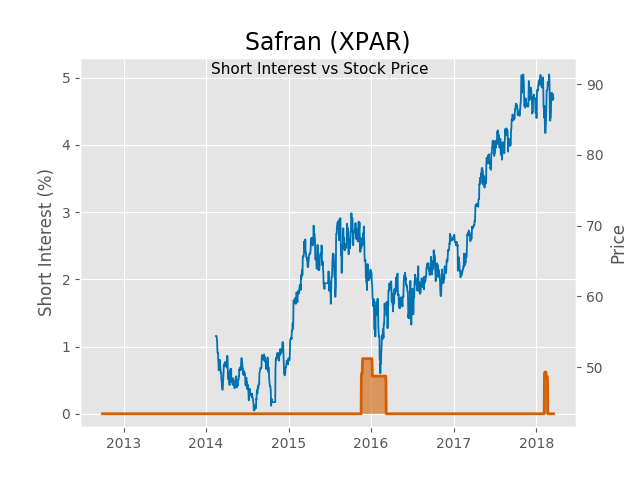 Safran (XPAR)
Short Interest vs Stock Price
5
4
3
2
1
0
Short Interest (%)
90
80
70
60
50
Price
2013 2014 2015 2016 2017 2018